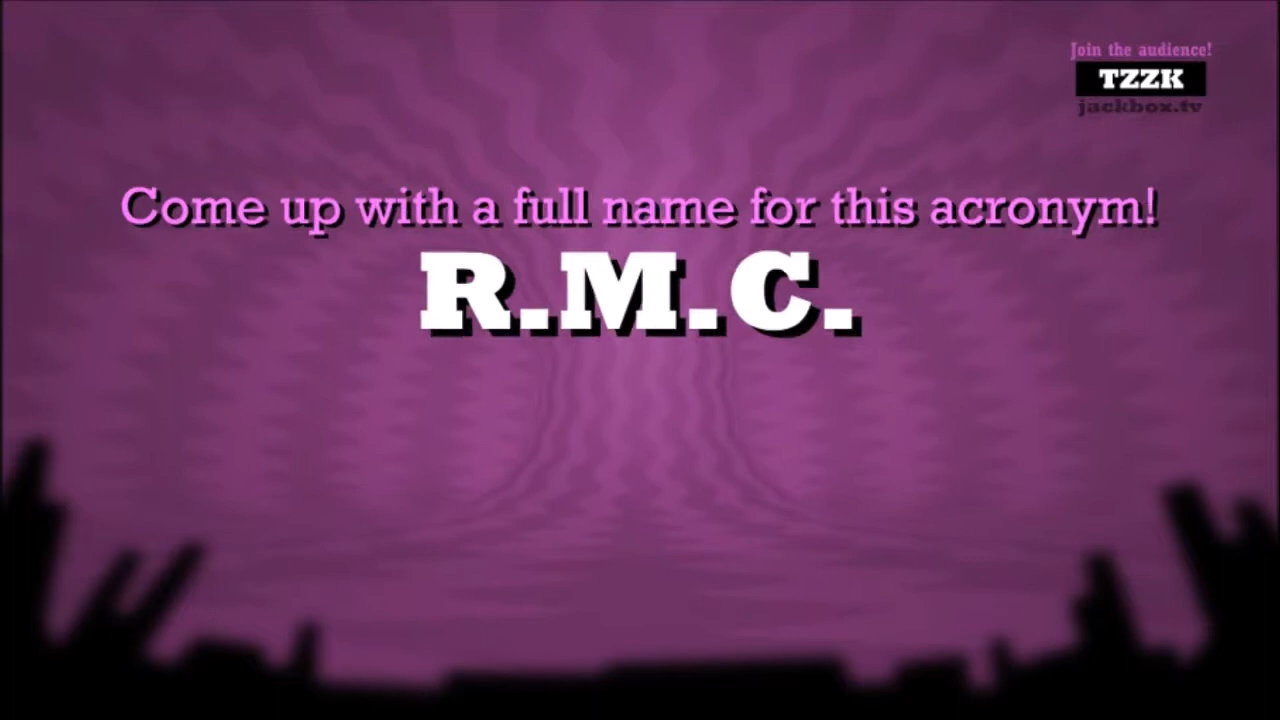 Join the audience!
TZZK
jackbox.tv
Come up with a full name for this acronym!
R.M.C.